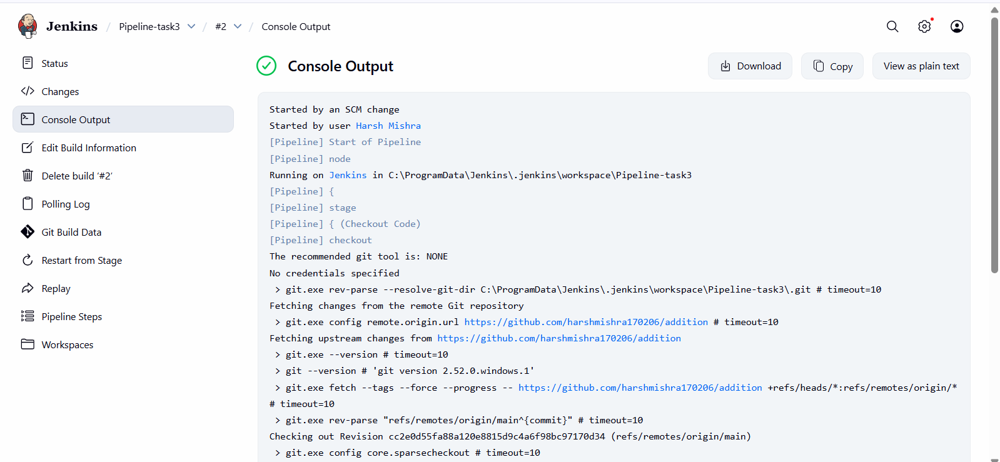 Jenkins / Pipeline-task3 / #2 / Console Output
Status
Changes
Console Output
Edit Build Information
Delete build ‘#2’
Polling Log
Git Build Data
Restart from Stage
Replay
Pipeline Steps
Workspaces
Console Output
Download
Copy
View as plain text
Started by an SCM change
Started by user Harsh Mishra
[Pipeline] Start of Pipeline
[Pipeline] node
Running on Jenkins in C:\ProgramData\Jenkins\.jenkins\workspace\Pipeline-task3
[Pipeline] {
[Pipeline] stage
[Pipeline] { (Checkout Code)
[Pipeline] checkout
The recommended git tool is: NONE
No credentials specified
 > git.exe rev-parse --resolve-git-dir C:\ProgramData\Jenkins\.jenkins\workspace\Pipeline-task3\.git # timeout=10
Fetching changes from the remote Git repository
 > git.exe config remote.origin.url https://github.com/harshmishra170206/addition # timeout=10
Fetching upstream changes from https://github.com/harshmishra170206/addition
 > git.exe --version # timeout=10
 > git --version # 'git version 2.52.0.windows.1'
 > git.exe fetch --tags --force --progress -- https://github.com/harshmishra170206/addition +refs/heads/*:refs/remotes/origin/*
# timeout=10
 > git.exe rev-parse "refs/remotes/origin/main^{commit}" # timeout=10
Checking out Revision cc2e0d55fa88a120e8815d9c4a6f98bc97170d34 (refs/remotes/origin/main)
 > git.exe config core.sparsecheckout # timeout=10